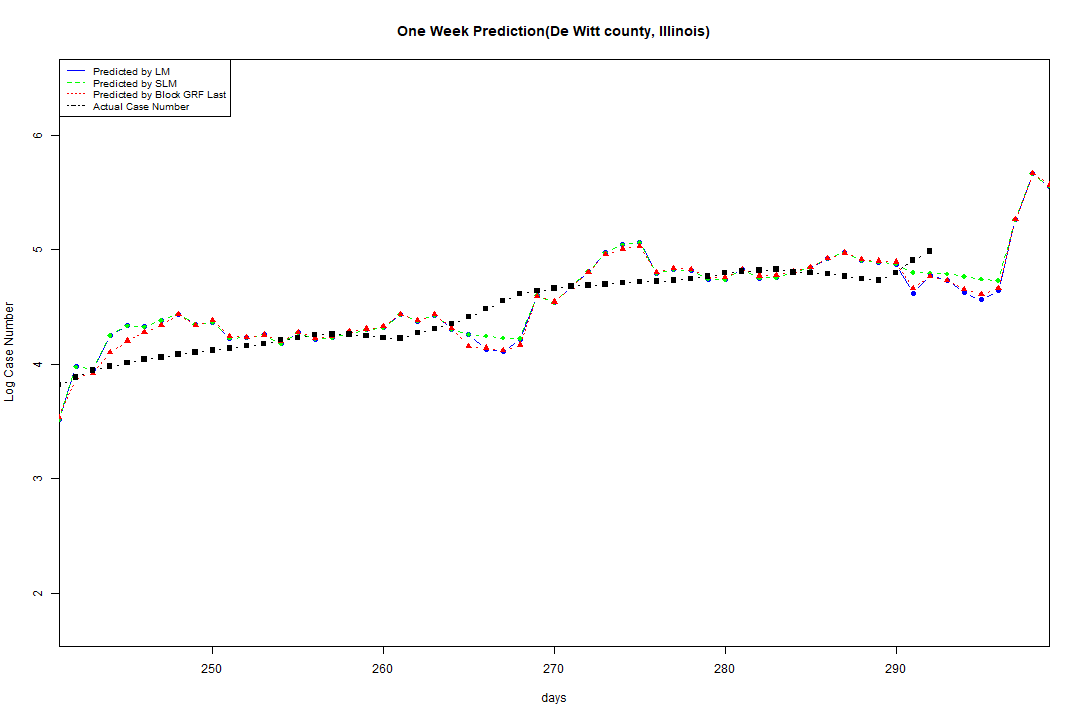 One Week Prediction(De Witt county, Illinois)
Predicted by LM
Predicted by SLM
Predicted by Block GRF Last
Actual Case Number
6
5
4
3
2
Log Case Number
250 260 270 280 290
days